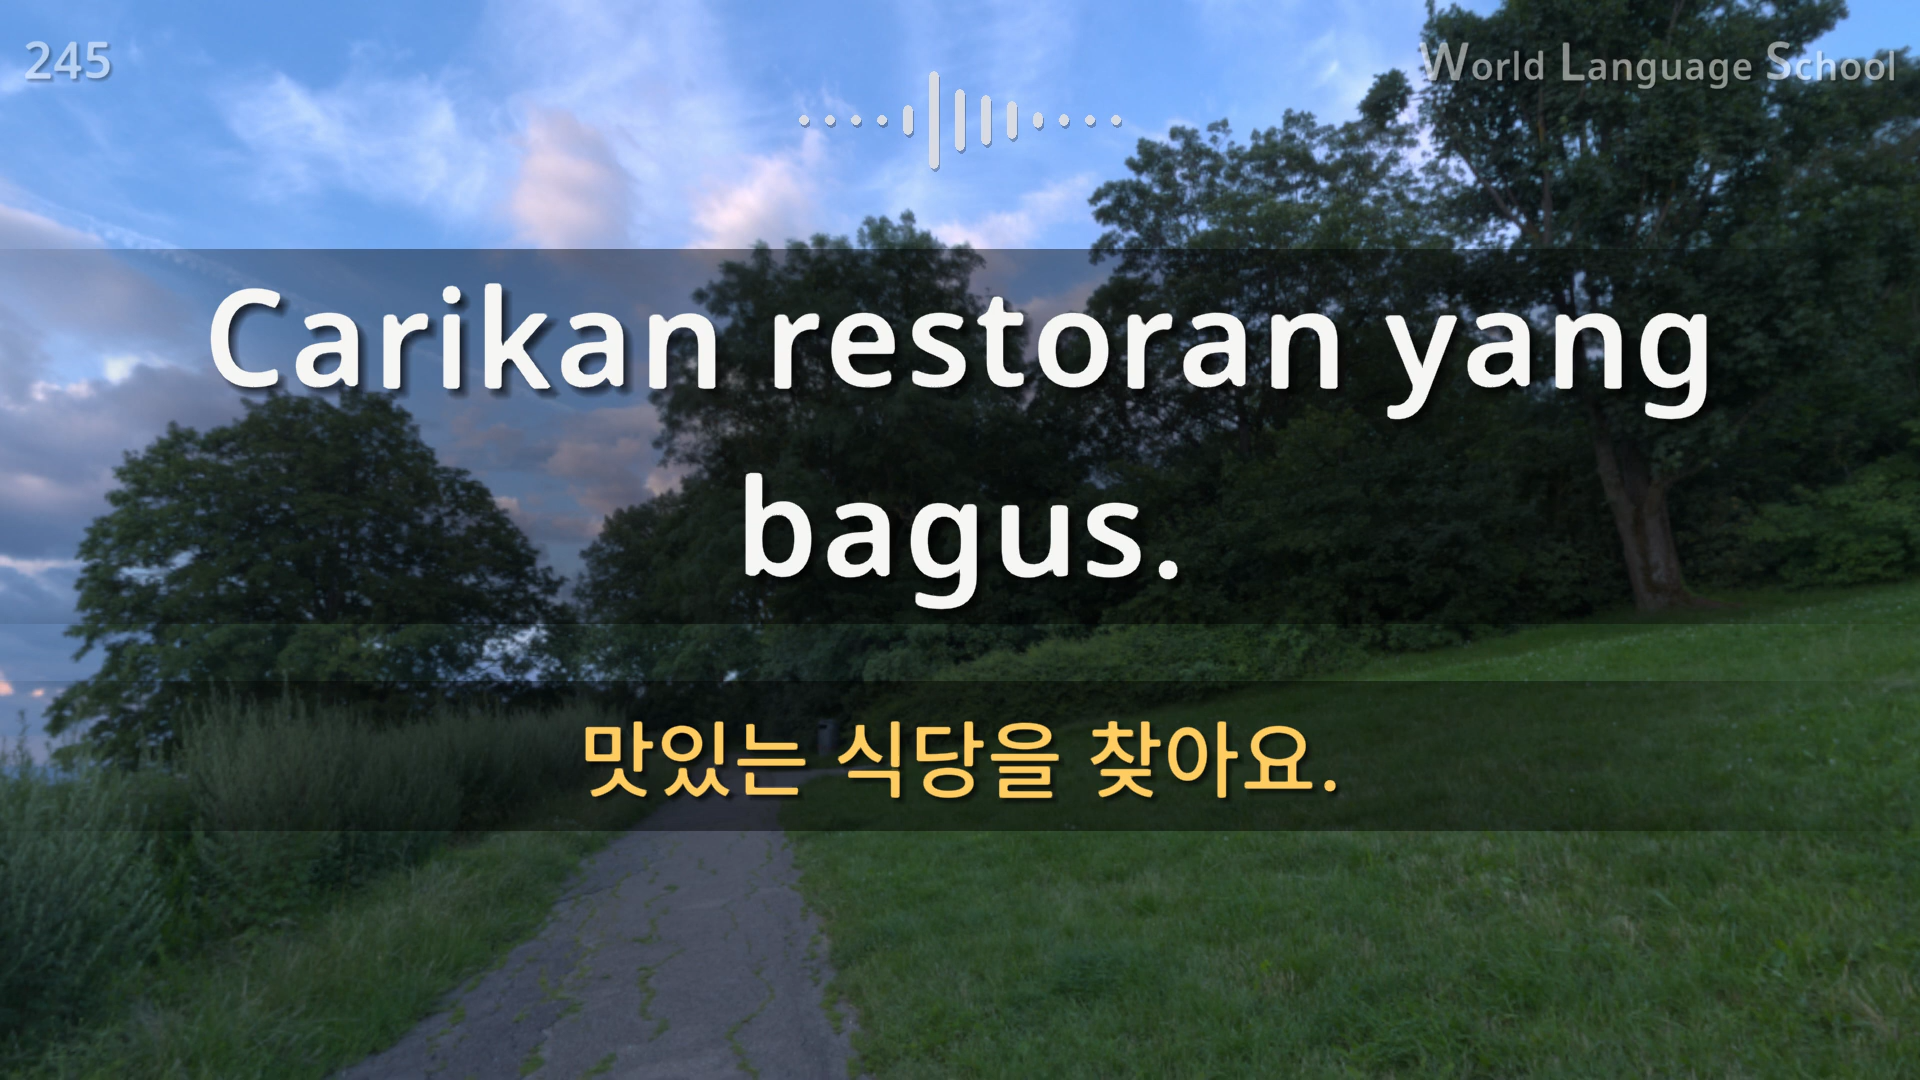 245
World Language School
Carikan restoran yang
bagus.
맛있는 식당을 찾아요.